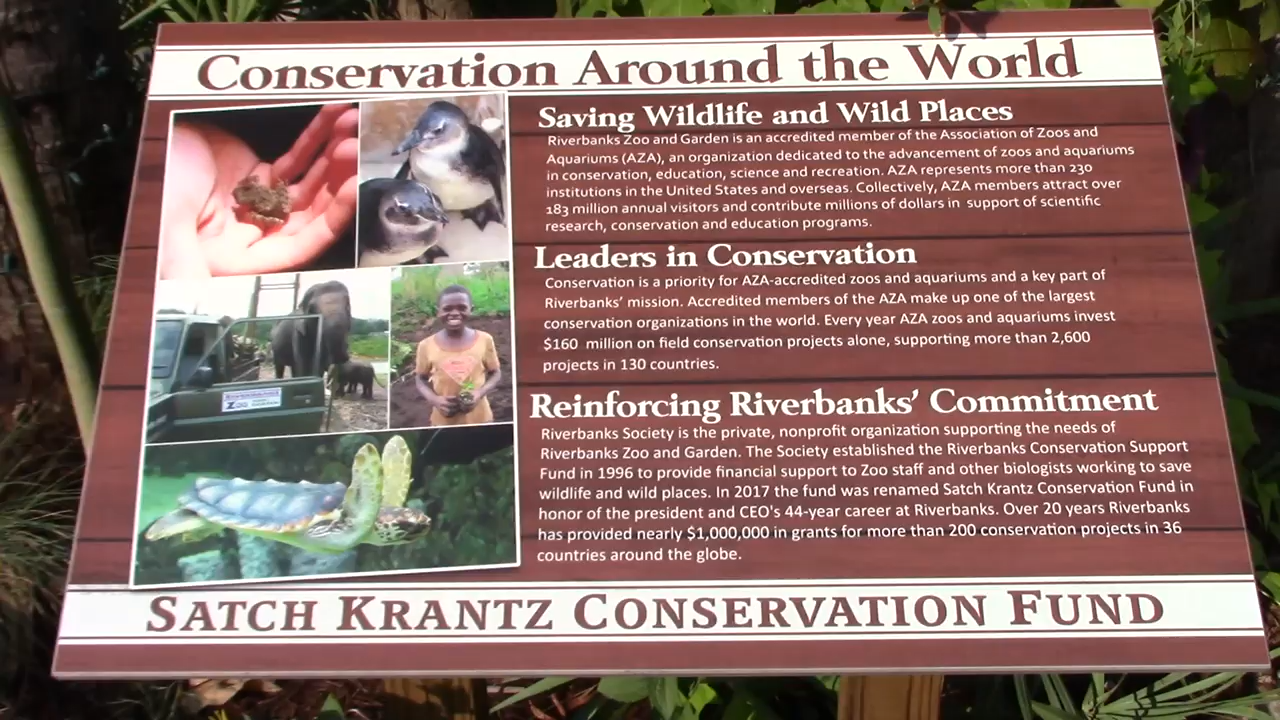 Conservation Around the World
Saving Wildlife and Wild Places
Riverbanks Zoo and Garden is an accredited member of the Association of Zoos and
Aquariums (AZA), an organization dedicated to the advancement of zoos and aquariums
in conservation, education, science and recreation. AZA represents more than 230
institutions in the United States and overseas. Collectively, AZA members attract over
183 million annual visitors and contribute millions of dollars in support of scientific
research, conservation and education programs.
Leaders in Conservation
Conservation is a priority for AZA-accredited zoos and aquariums and a key part of
Riverbanks' mission. Accredited members of the AZA make up one of the largest
conservation organizations in the world. Every year AZA zoos and aquariums invest
$160 million on field conservation projects alone, supporting more than 2,600
projects in 130 countries.
Reinforcing Riverbanks' Commitment
Riverbanks Society is the private, nonprofit organization supporting the needs of
Riverbanks Zoo and Garden. The Society established the Riverbanks Conservation Support
Fund in 1996 to provide financial support to Zoo staff and other biologists working to save
wildlife and wild places. In 2017 the fund was renamed Satch Krantz Conservation Fund in
honor of the president and CEO's 44-year career at Riverbanks. Over 20 years Riverbanks
has provided nearly $1,000,000 in grants for more than 200 conservation projects in 36
countries around the globe.
SATCH KRANTZ CONSERVATION FUND